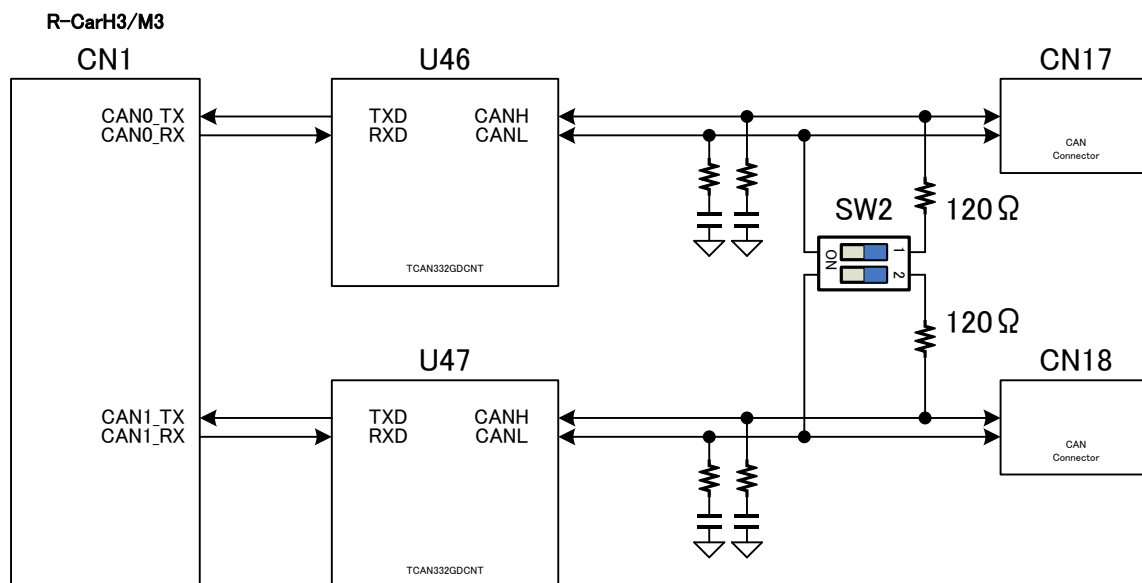 R-CarH3/M3
CN1
U46
CN17
CAN0_TX
CAN0_RX
TXD
RXD
CANH
CANL
CAN
Connector
SW2
120Ω
ON
1
2
TCAN332GDCNT
120Ω
U47
CN18
CAN1_TX
CAN1_RX
TXD
RXD
CANH
CANL
CAN
Connector
TCAN332GDCNT